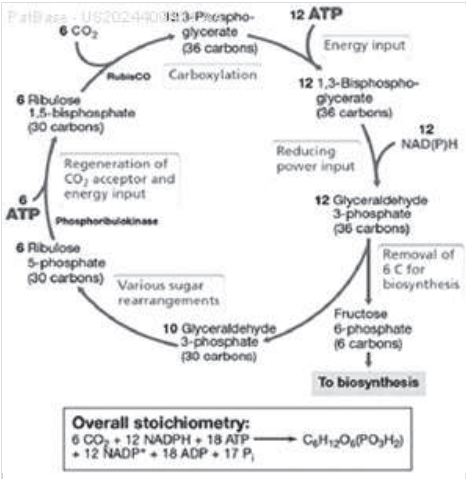 6 CO₂
12 3-Phospho-
glycerate
(36 carbons)
12 ATP
Energy input
RubisCO
Carboxylation
12 1,3-Bisphospho-
glycerate
(36 carbons)
6 Ribulose
1,5-bisphosphate
(30 carbons)
12
NAD(P)H
Reducing
power input
Regeneration of
CO₂ acceptor and
energy input
6
ATP
Phosphoribulokinase
12 Glyceraldehyde
3-phosphate
(36 carbons)
6 Ribulose
5-phosphate
(30 carbons)
Removal of
6 C for
biosynthesis
Various sugar
rearrangements
Fructose
6-phosphate
(6 carbons)
10 Glyceraldehyde
3-phosphate
(30 carbons)
To biosynthesis
Overall stoichiometry:
6 CO₂ + 12 NADPH + 18 ATP ⟶ C₆H₁₂O₆(PO₃H₂)
+ 12 NADP⁺ + 18 ADP + 17 Pᵢ